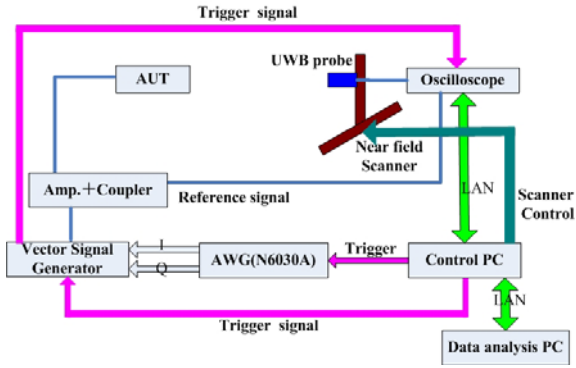 Trigger signal
UWB probe
AUT
Oscilloscope
Near field
Scanner
LAN
Amp.+Coupler
Reference signal
Scanner
Control
I
Vector Signal
Generator
Q
AWG(N6030A)
Trigger
Control PC
LAN
Trigger signal
Data analysis PC